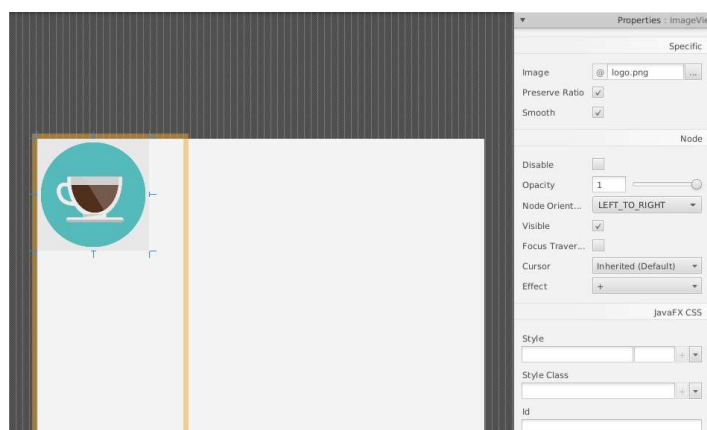 Properties : ImageVie
Specific
Image @ logo.png ...
Preserve Ratio
Smooth
Node
Disable
Opacity 1
Node Orient... LEFT_TO_RIGHT
Visible
Focus Traver...
Cursor Inherited (Default)
Effect +
JavaFX CSS
Style
+
Style Class
+
Id